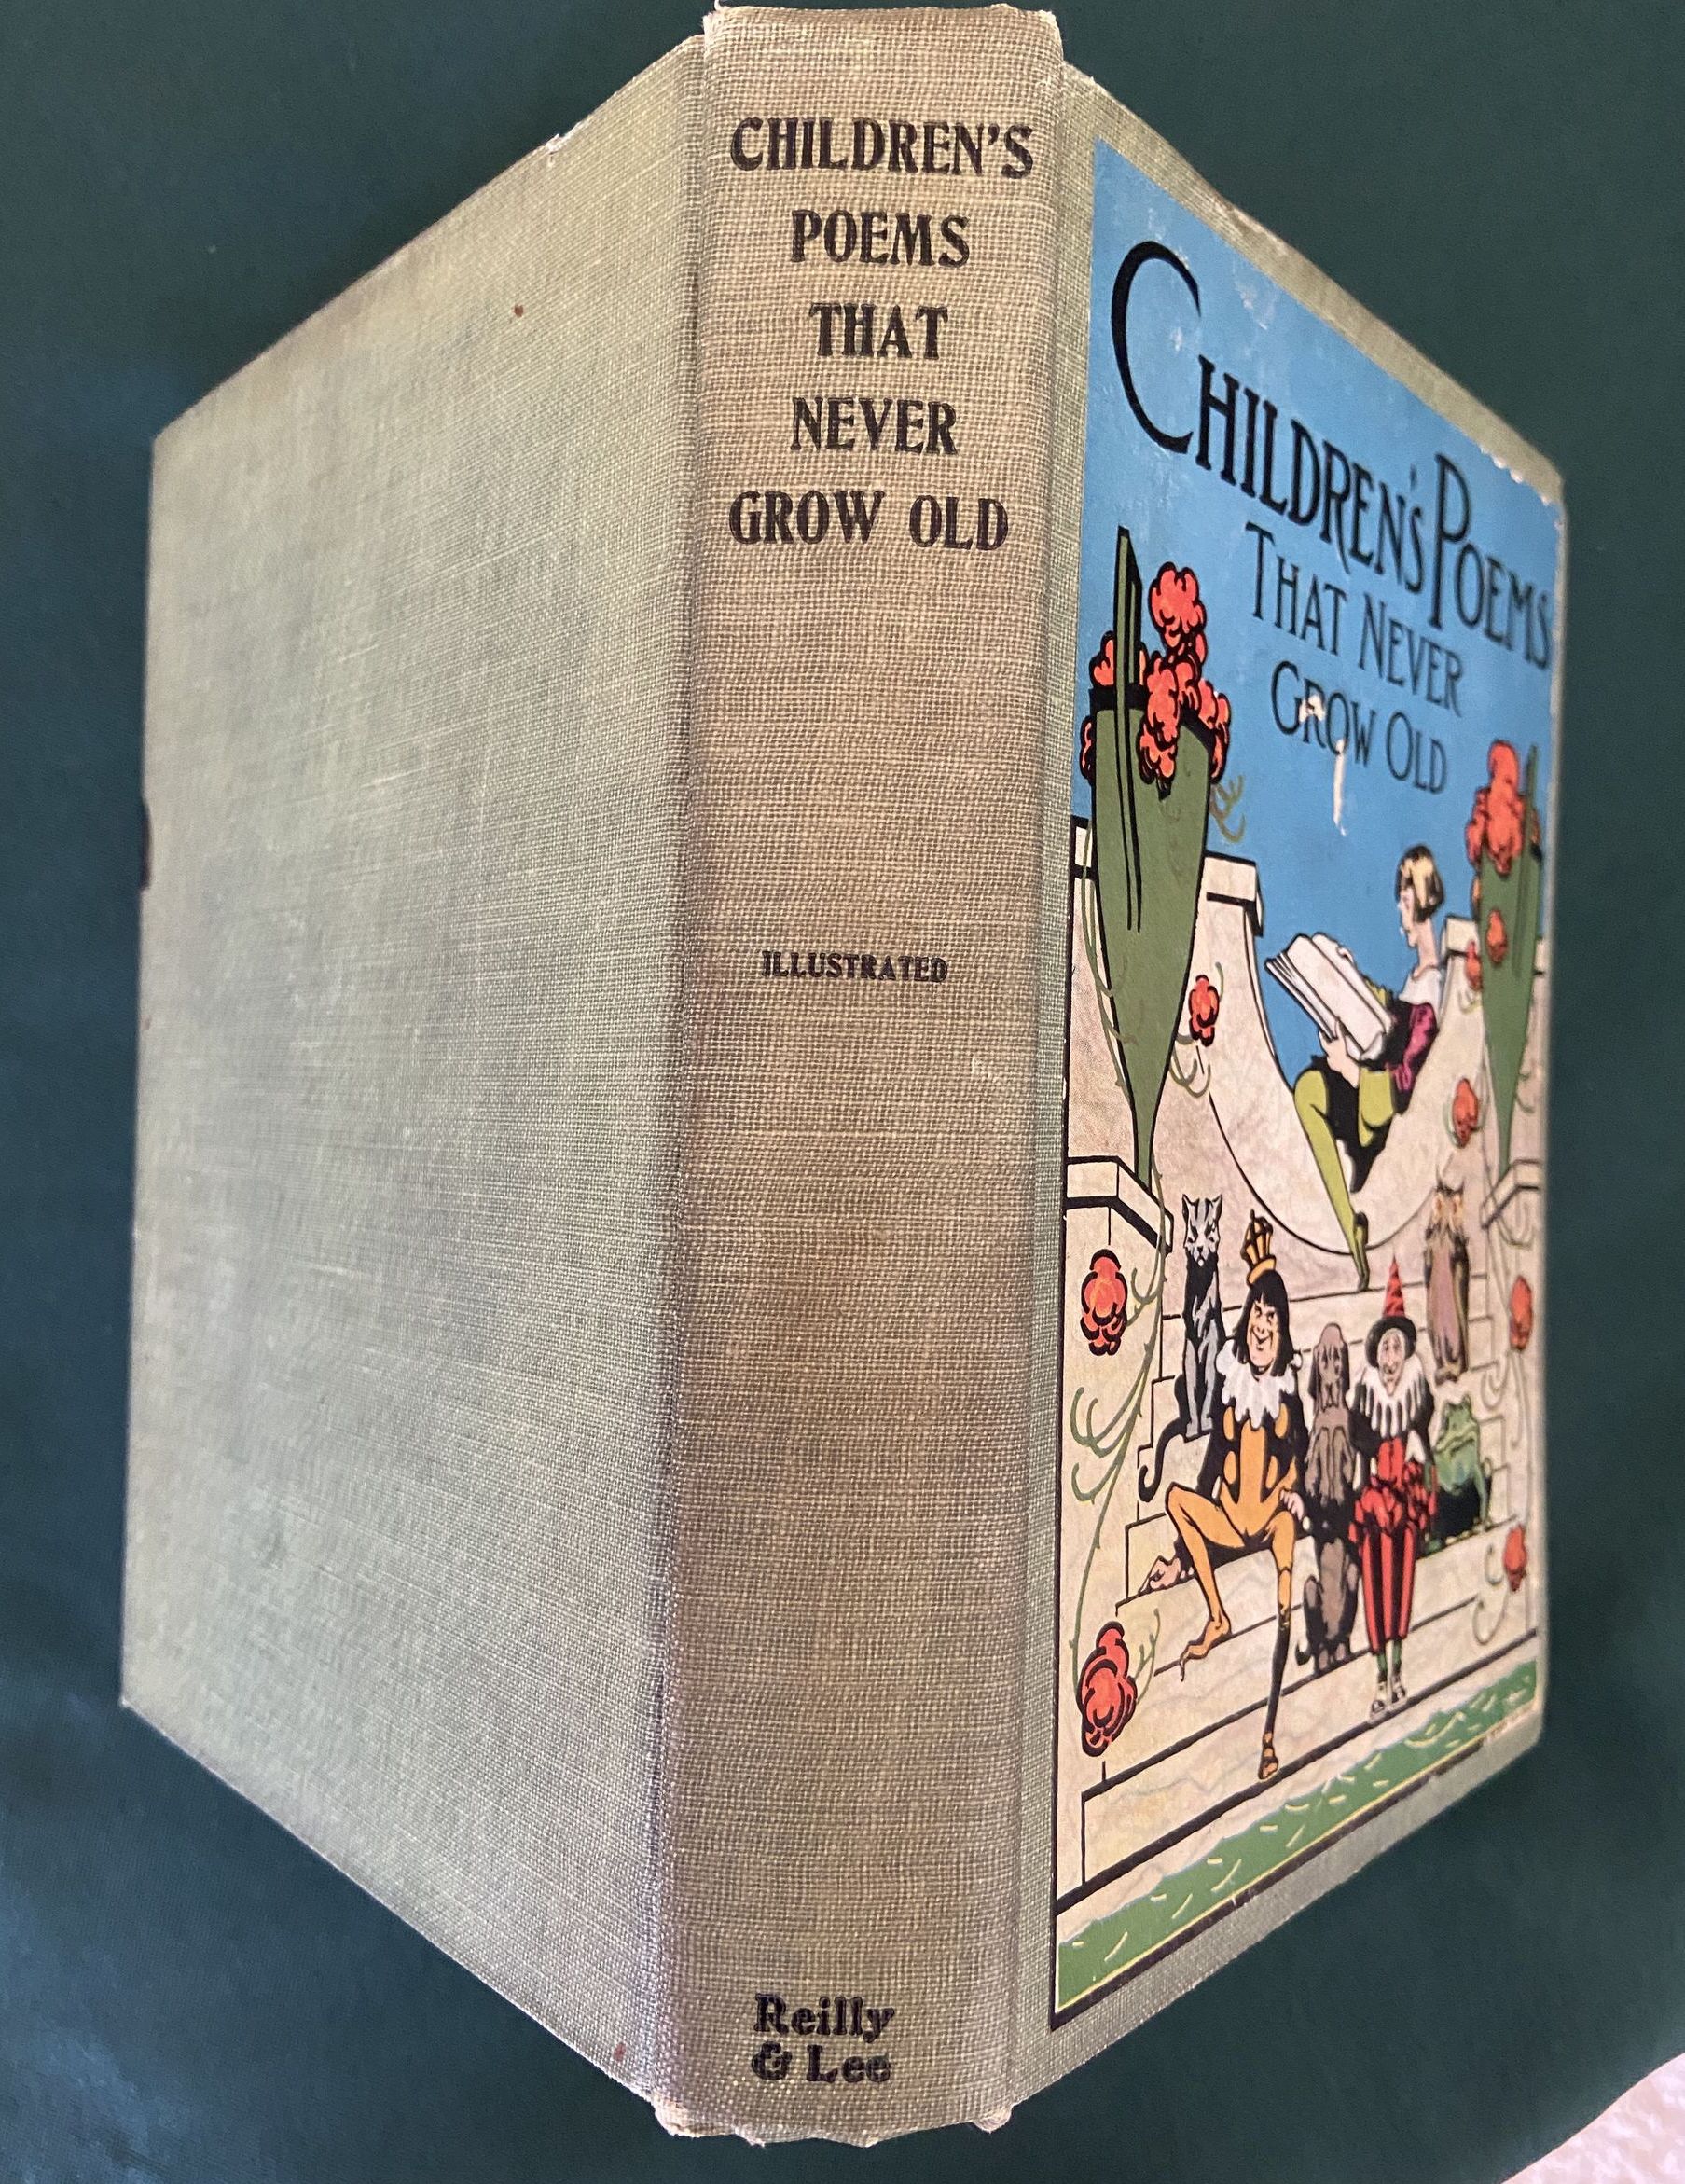 CHILDREN'S
POEMS
THAT
NEVER
GROW OLD
ILLUSTRATED
Reilly
& Lee
CHILDREN'S POEMS
THAT NEVER
GROW OLD